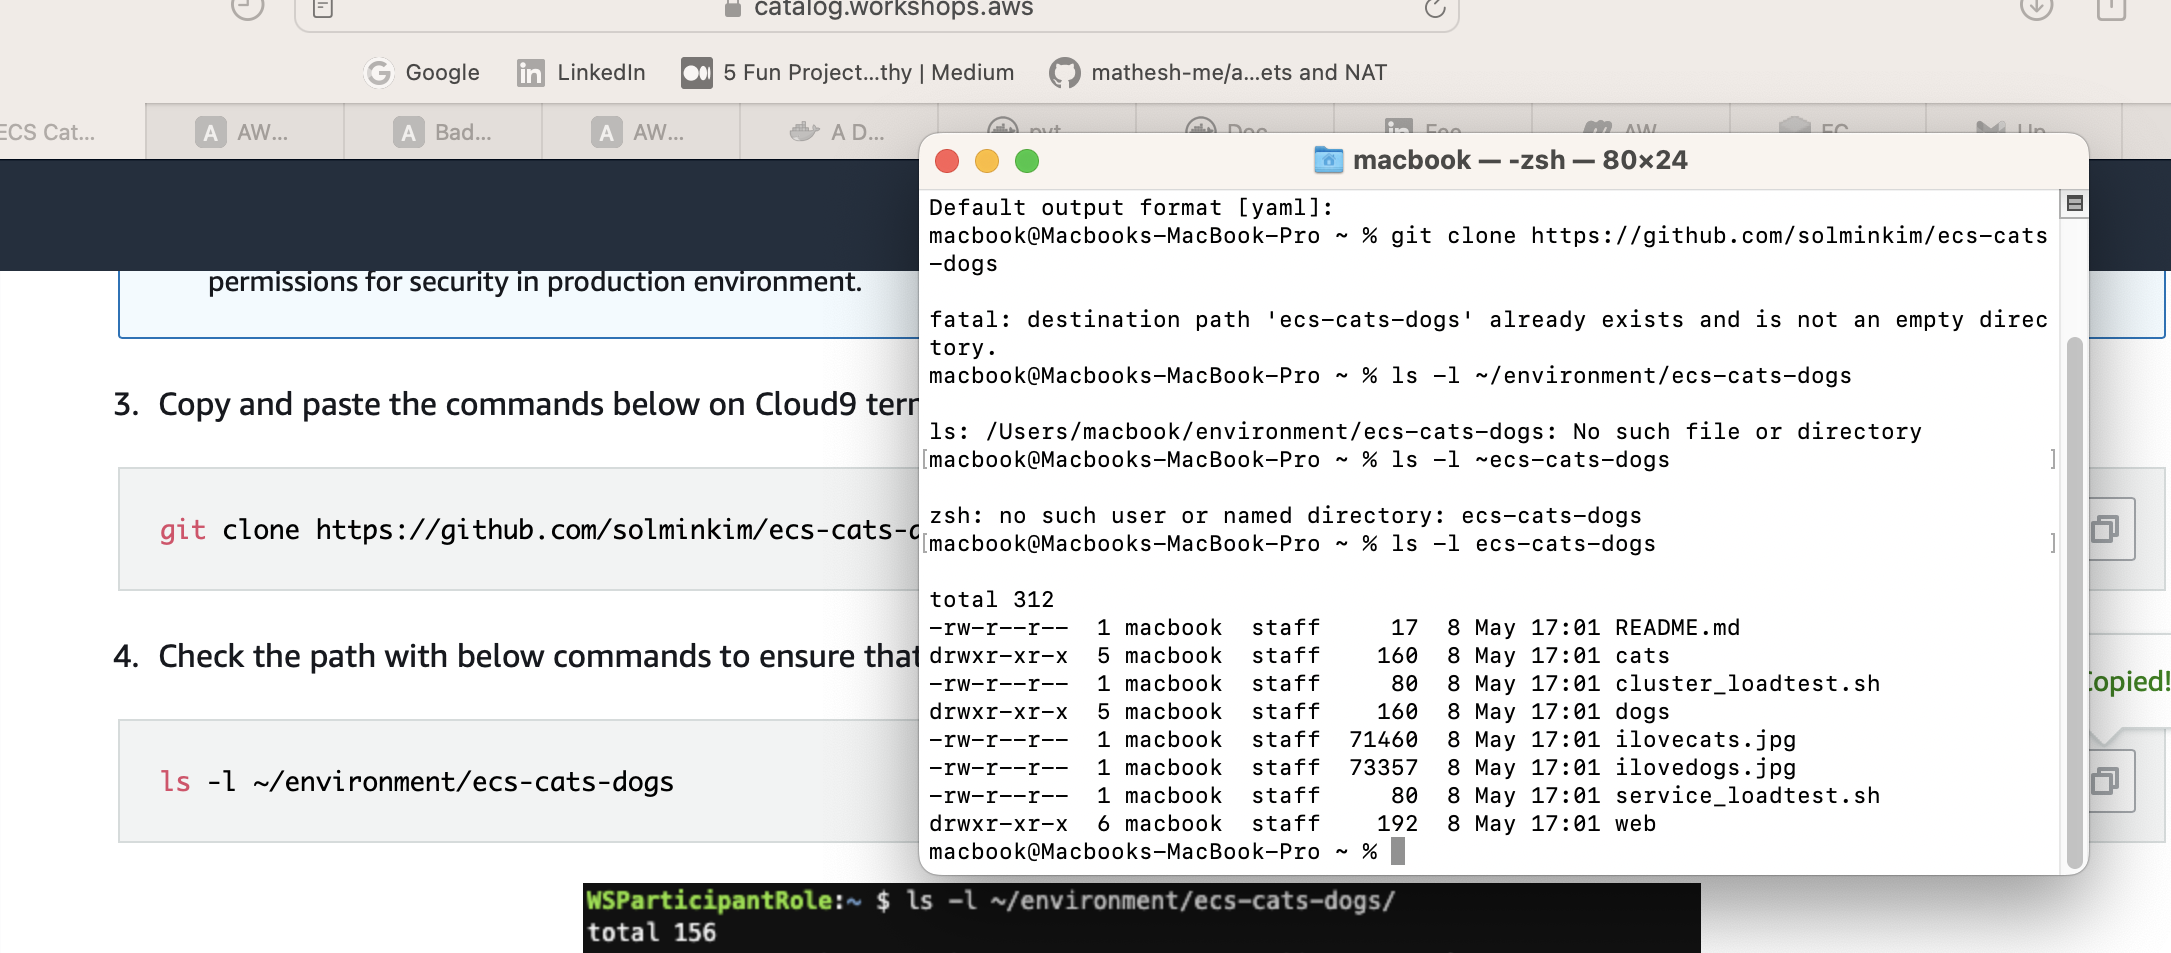 catalog.workshops.aws
Google
LinkedIn
5 Fun Project...thy | Medium
mathesh-me/a...ets and NAT
ECS Cat...
AW...
Bad...
AW...
A D...
Doc
AW
macbook — -zsh — 80×24
Default output format [yaml]:
macbook@Macbooks-MacBook-Pro ~ % git clone https://github.com/solminkim/ecs-cats
-dogs
fatal: destination path 'ecs-cats-dogs' already exists and is not an empty direc
tory.
macbook@Macbooks-MacBook-Pro ~ % ls -l ~/environment/ecs-cats-dogs
ls: /Users/macbook/environment/ecs-cats-dogs: No such file or directory
[macbook@Macbooks-MacBook-Pro ~ % ls -l ~ecs-cats-dogs ]
zsh: no such user or named directory: ecs-cats-dogs
[macbook@Macbooks-MacBook-Pro ~ % ls -l ecs-cats-dogs ]
total 312
-rw-r--r-- 1 macbook staff 17 8 May 17:01 README.md
drwxr-xr-x 5 macbook staff 160 8 May 17:01 cats
-rw-r--r-- 1 macbook staff 80 8 May 17:01 cluster_loadtest.sh
drwxr-xr-x 5 macbook staff 160 8 May 17:01 dogs
-rw-r--r-- 1 macbook staff 71460 8 May 17:01 ilovecats.jpg
-rw-r--r-- 1 macbook staff 73357 8 May 17:01 ilovedogs.jpg
-rw-r--r-- 1 macbook staff 80 8 May 17:01 service_loadtest.sh
drwxr-xr-x 6 macbook staff 192 8 May 17:01 web
macbook@Macbooks-MacBook-Pro ~ %
permissions for security in production environment.
3. Copy and paste the commands below on Cloud9
git clone https://github.com/solminkim/ecs-cats-
4. Check the path with below commands to ensure that
Copied!
ls -l ~/environment/ecs-cats-dogs
WSParticipantRole:~ $ ls -l ~/environment/ecs-cats-dogs/
total 156